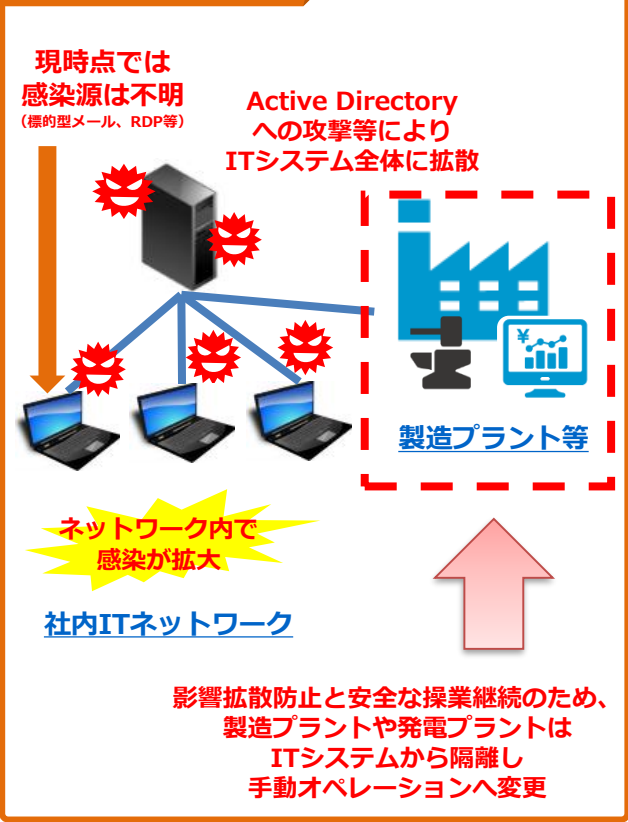 現時点では
感染源は不明
(標的型メール、RDP等)
Active Directory
への攻撃等により
ITシステム全体に拡散
¥
製造プラント等
ネットワーク内で
感染が拡大
社内ITネットワーク
影響拡散防止と安全な操業継続のため、
製造プラントや発電プラントは
ITシステムから隔離し
手動オペレーションへ変更